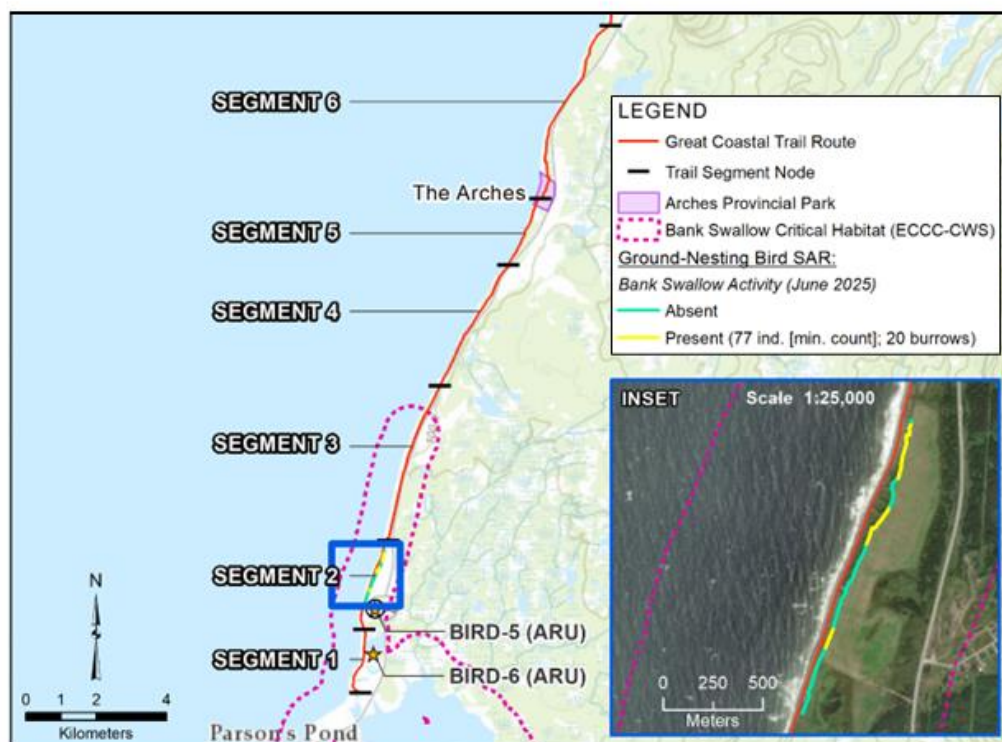 SEGMENT 6
The Arches
SEGMENT 5
SEGMENT 4
SEGMENT 3
SEGMENT 2
BIRD-5 (ARU)
SEGMENT 1
BIRD-6 (ARU)
Parson's Pond
N
0 1 2 4
Kilometers
LEGEND
Great Coastal Trail Route
Trail Segment Node
Arches Provincial Park
Bank Swallow Critical Habitat (ECCC-CWS)
Ground-Nesting Bird SAR:
Bank Swallow Activity (June 2025)
Absent
Present (77 ind. [min. count]; 20 burrows)
INSET
Scale 1:25,000
0 250 500
Meters